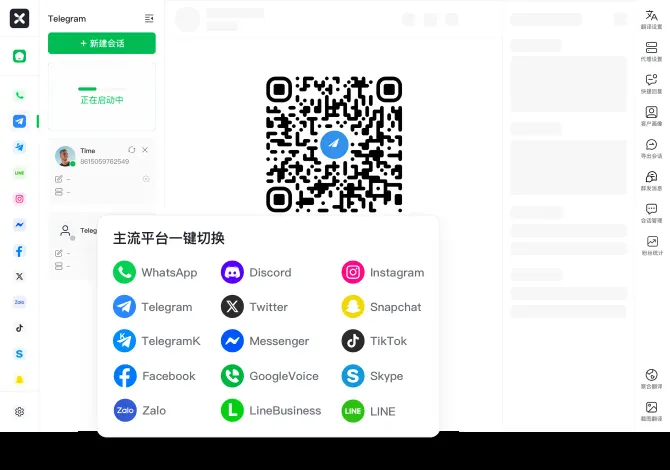 Telegram
+ 新建会话
正在启动中
TIme
8615059762549
–
–
Teleg
–
–
LINE
Zalo
主流平台一键切换
WhatsApp
Discord
Instagram
Telegram
Twitter
Snapchat
TelegramK
Messenger
TikTok
Facebook
GoogleVoice
Skype
Zalo
Zalo
LineBusiness
LINE
LINE
翻译设置
代理设置
快捷回复
客户画像
导出会话
群发消息
会话管理
粉丝统计
聚合翻译
截图翻译